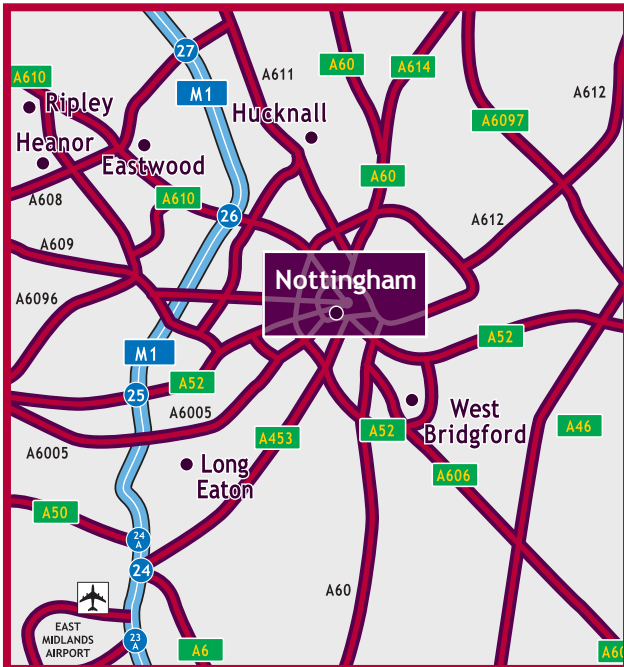 27
A610
A60
A614
A611
M1
A612
Ripley
Hucknall
A6097
Heanor
Eastwood
A60
A608
A610
26
A612
A609
Nottingham
A6096
A52
M1
A52
25
A6005
West
Bridgford
A52
A46
A453
A6005
Long
Eaton
A606
A50
24
A
24
A60
EAST
MIDLANDS
AIRPORT
23
A
A6
A60